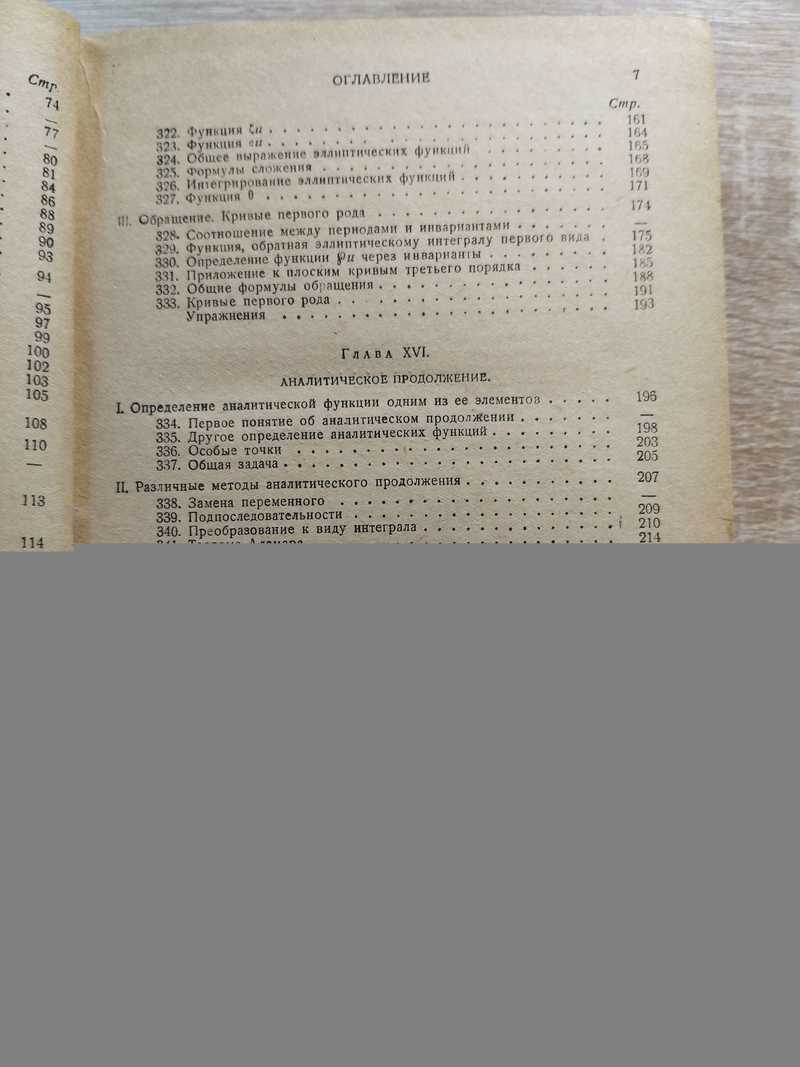 Стр.
74
—
77
—
80
81
84
86
88
89
90
93
94
—
95
97
99
100
102
103
105
108
110
—
113
114
ОГЛАВЛЕНИЕ 7
Стр.
322. Функция ζu 161
323. Функция σu 164
324. Общее выражение эллиптических функций 165
325. Формулы сложения 168
326. Интегрирование эллиптических функций 169
327. Функция θ 171
III. Обращение. Кривые первого рода 174
328. Соотношение между периодами и инвариантами —
329. Функция, обратная эллиптическому интегралу первого вида 175
330. Определение функции ℘u через инварианты 182
331. Приложение к плоским кривым третьего порядка 185
332. Общие формулы обращения 188
333. Кривые первого рода 191
Упражнения 193
Глава XVI.
АНАЛИТИЧЕСКОЕ ПРОДОЛЖЕНИЕ.
I. Определение аналитической функции одним из ее элементов 196
334. Первое понятие об аналитическом продолжении —
335. Другое определение аналитических функций 198
336. Особые точки 203
337. Общая задача 205
II. Различные методы аналитического продолжения 207
338. Замена переменного —
339. Подпоследовательности 209
340. Преобразование к виду интеграла 210
214